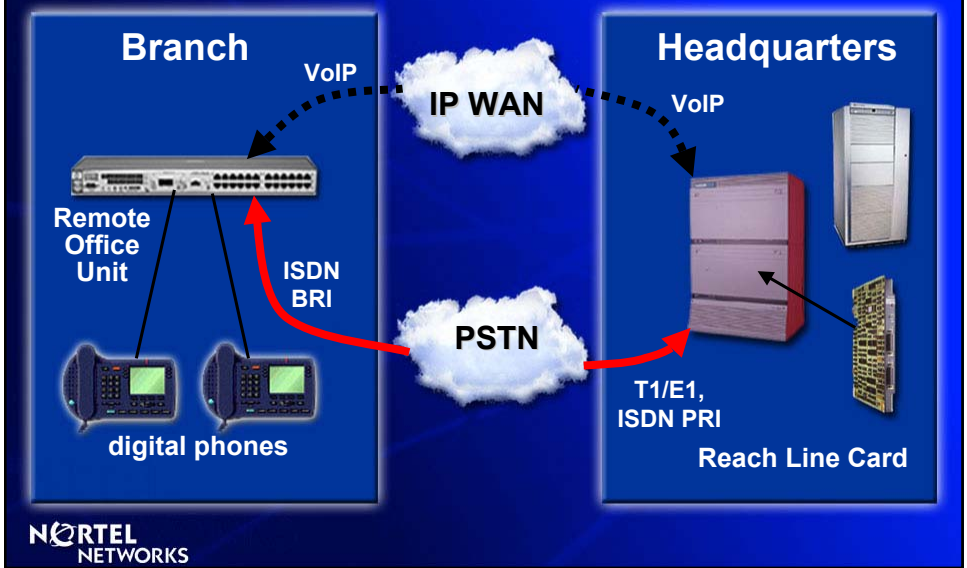 Branch
Headquarters
VoIP
IP WAN
VoIP
Remote
Office
Unit
ISDN
BRI
PSTN
T1/E1,
ISDN PRI
digital phones
Reach Line Card
NORTEL
NETWORKS